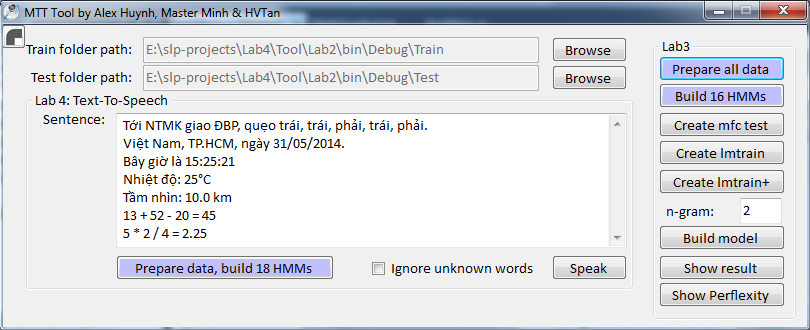 MTT Tool by Alex Huynh, Master Minh & HVTan
Train folder path: E:\slp-projects\Lab4\Tool\Lab2\bin\Debug\Train Browse
Test folder path: E:\slp-projects\Lab4\Tool\Lab2\bin\Debug\Test Browse
Lab 4: Text-To-Speech
Sentence:
Tới NTMK giao ĐBP, quẹo trái, trái, phải, trái, phải.
Việt Nam, TP.HCM, ngày 31/05/2014.
Bây giờ là 15:25:21
Nhiệt độ: 25°C
Tầm nhìn: 10.0 km
13 + 52 - 20 = 45
5 * 2 / 4 = 2.25
Prepare data, build 18 HMMs Ignore unknown words Speak
Lab3
Prepare all data
Build 16 HMMs
Create mfc test
Create lmtrain
Create lmtrain+
n-gram: 2
Build model
Show result
Show Perflexity